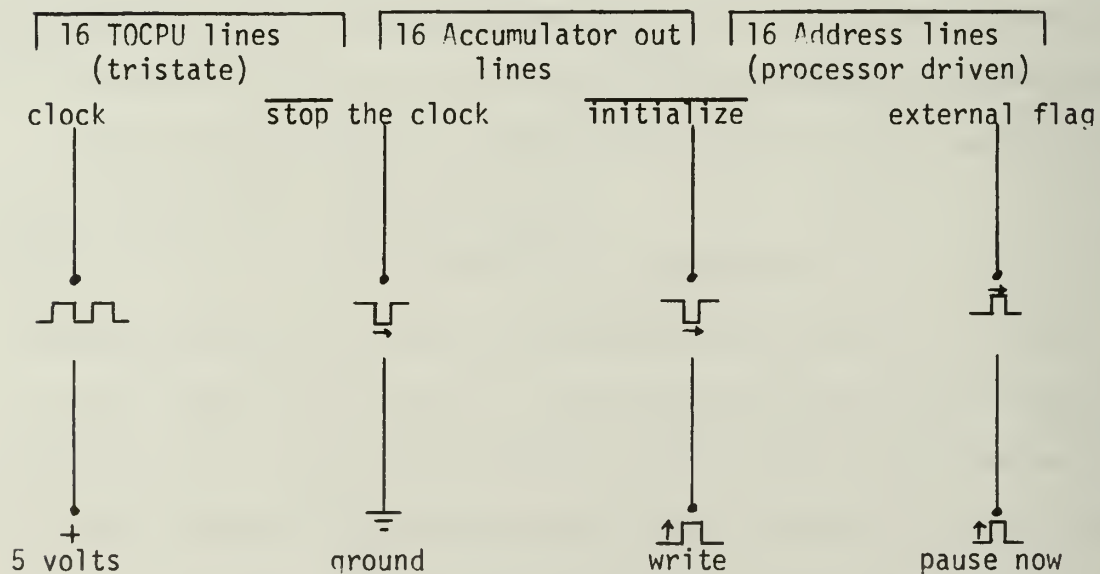 16 TOCPU lines 16 Accumulator out 16 Address lines
(tristate) lines (processor driven)
clock stop the clock initialize external flag
+
5 volts ground write pause now